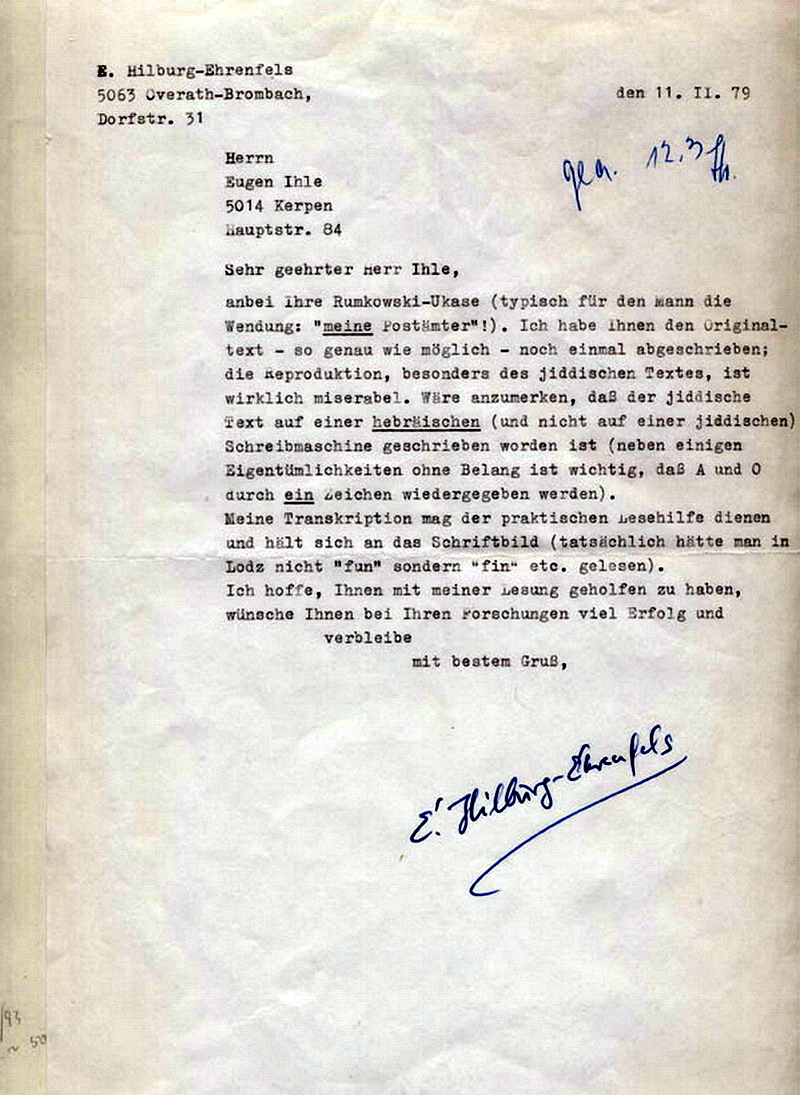 E. Hilburg-Ehrenfels
5063 Overath-Brombach,
den 11. II. 79
Dorfstr. 31
12.3
Herrn
Eugen Ihle
5014 Kerpen
Hauptstr. 84
Sehr geehrter Herr Ihle,
anbei Ihre Rumkowski-Ukase (typisch für den Mann die
Wendung: "meine Postämter"!). Ich habe Ihnen den Original-
text - so genau wie möglich - noch einmal abgeschrieben;
die Reproduktion, besonders des jiddischen Textes, ist
wirklich miserabel. Wäre anzumerken, daß der jiddische
Text auf einer hebräischen (und nicht auf einer jiddischen)
Schreibmaschine geschrieben worden ist (neben einigen
Eigentümlichkeiten ohne Belang ist wichtig, daß A und O
durch ein Zeichen wiedergegeben werden).
Meine Transkription mag der praktischen Lesehilfe dienen
und hält sich an das Schriftbild (tatsächlich hätte man in
Lodz nicht "fun" sondern "fin" etc. gelesen).
Ich hoffe, Ihnen mit meiner Lesung geholfen zu haben,
wünsche Ihnen bei Ihren Forschungen viel Erfolg und
verbleibe
mit bestem Gruß,
E. Hilburg-Ehrenfels
/93
~ 50